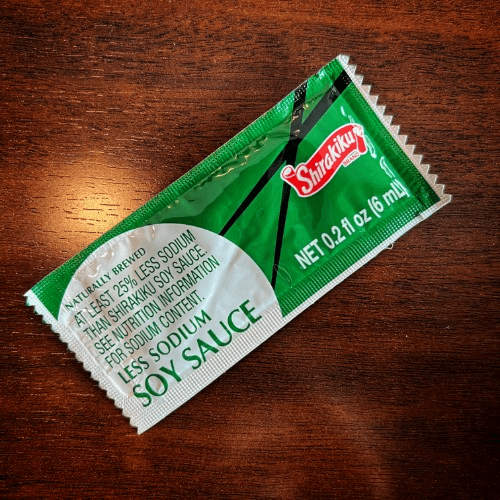 NATURALLY BREWED
AT LEAST 25% LESS SODIUM
THAN SHIRAKIKU SOY SAUCE.
SEE NUTRITION INFORMATION
FOR SODIUM CONTENT.
LESS SODIUM
SOY SAUCE
Shirakiku
BRAND
NET 0.2 fl oz (6 mL)